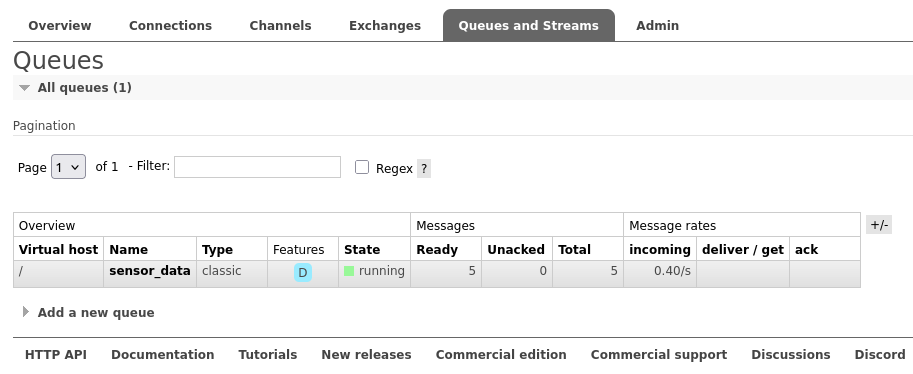 Overview Connections Channels Exchanges Queues and Streams Admin
Queues
All queues (1)
Pagination
Page 1 of 1 - Filter: Regex ?
Overview Messages Message rates +/-
Virtual host Name Type Features State Ready Unacked Total incoming deliver / get ack
/ sensor_data classic D running 5 0 5 0.40/s
Add a new queue
HTTP API Documentation Tutorials New releases Commercial edition Commercial support Discussions Discord